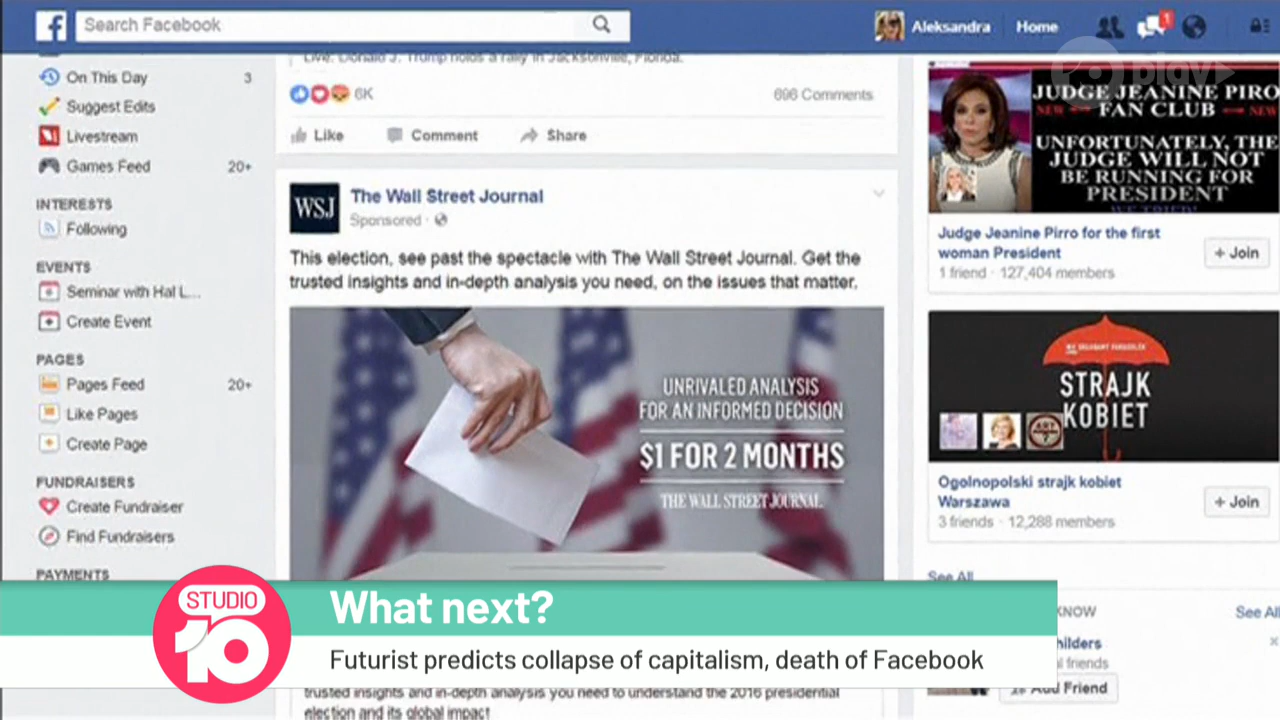 Search Facebook
Aleksandra
Home
1
play
On This Day
3
Suggest Edits
Livestream
Games Feed
20+
INTERESTS
Following
EVENTS
Seminar with Hal L...
Create Event
PAGES
Pages Feed
20+
Like Pages
Create Page
FUNDRAISERS
Create Fundraiser
Find Fundraisers
PAYMENTS
Live: Donald J. Trump holds a rally in Jacksonville, Florida.
6K
696 Comments
Like
Comment
Share
WSJ
The Wall Street Journal
Sponsored ·
This election, see past the spectacle with The Wall Street Journal. Get the
trusted insights and in-depth analysis you need, on the issues that matter.
UNRIVALED ANALYSIS
FOR AN INFORMED DECISION
$1 FOR 2 MONTHS
THE WALL STREET JOURNAL
trusted insights and in-depth analysis you need to understand the 2016 presidential
election and its global impact
JUDGE JEANINE PIRRO
NEW FAN CLUB NEW
UNFORTUNATELY, THE
JUDGE WILL NOT
BE RUNNING FOR
PRESIDENT
WE TRIED!
Judge Jeanine Pirro for the first
woman President
1 friend · 127,404 members
+ Join
STRAJK
KOBIET
Ogolnopolski strajk kobiet
Warszawa
3 friends · 12,288 members
+ Join
See All
KNOW
See All
hilders
l friends
Add Friend
STUDIO
10
What next?
Futurist predicts collapse of capitalism, death of Facebook